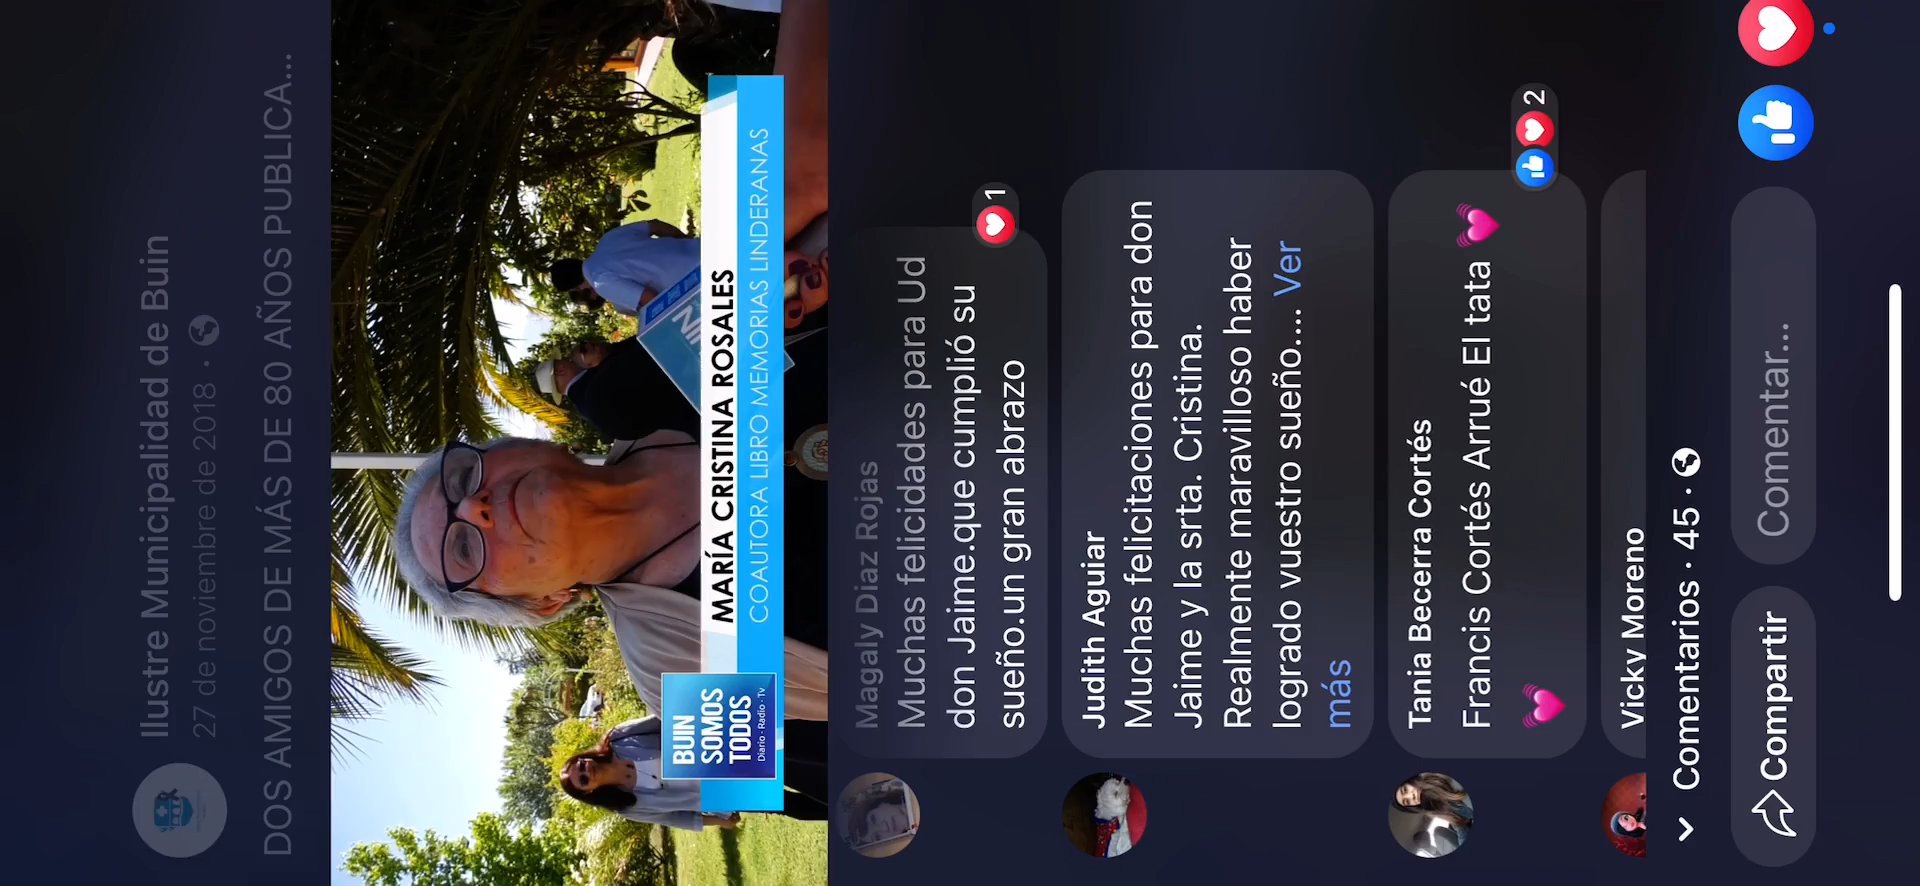 Ilustre Municipalidad de Buin
27 de noviembre de 2018 ·
DOS AMIGOS DE MÁS DE 80 AÑOS PUBLICA...
MARÍA CRISTINA ROSALES
COAUTORA LIBRO MEMORIAS LINDERANAS
BUIN
SOMOS
TODOS
Diario · Radio · Tv
Magaly Diaz Rojas
Muchas felicidades para Ud
don Jaime.que cumplió su
sueño.un gran abrazo
1
Judith Aguiar
Muchas felicitaciones para don
Jaime y la srta. Cristina.
Realmente maravilloso haber
logrado vuestro sueño.... Ver
más
Tania Becerra Cortés
Francis Cortés Arrué El tata 💓
💓
2
Vicky Moreno
Comentarios · 45 ·
Compartir
Comentar...